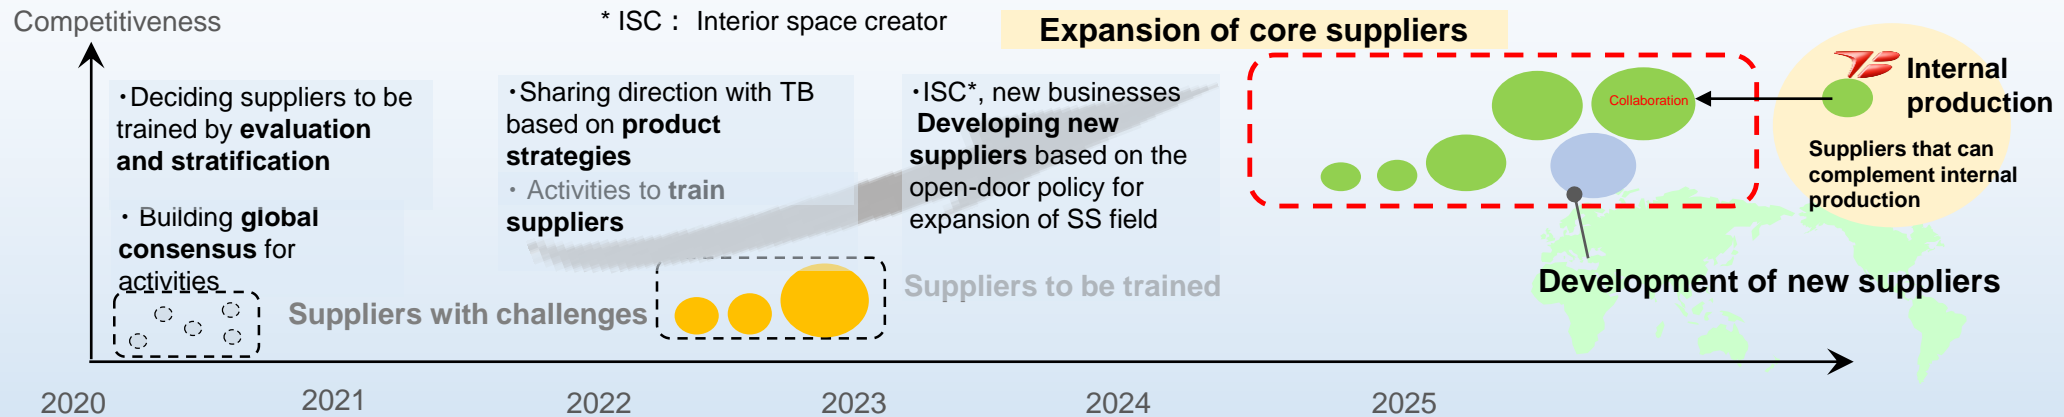 Competitiveness
* ISC： Interior space creator
Expansion of core suppliers
・Deciding suppliers to be
trained by evaluation
and stratification
・ Building global
consensus for
activities
・Sharing direction with TB
based on product
strategies
・ Activities to train
suppliers
・ISC*, new businesses
Developing new
suppliers based on the
open-door policy for
expansion of SS field
Collaboration
TB
Internal
production
Suppliers that can
complement internal
production
Development of new suppliers
Suppliers with challenges
Suppliers to be trained
2020
2021
2022
2023
2024
2025